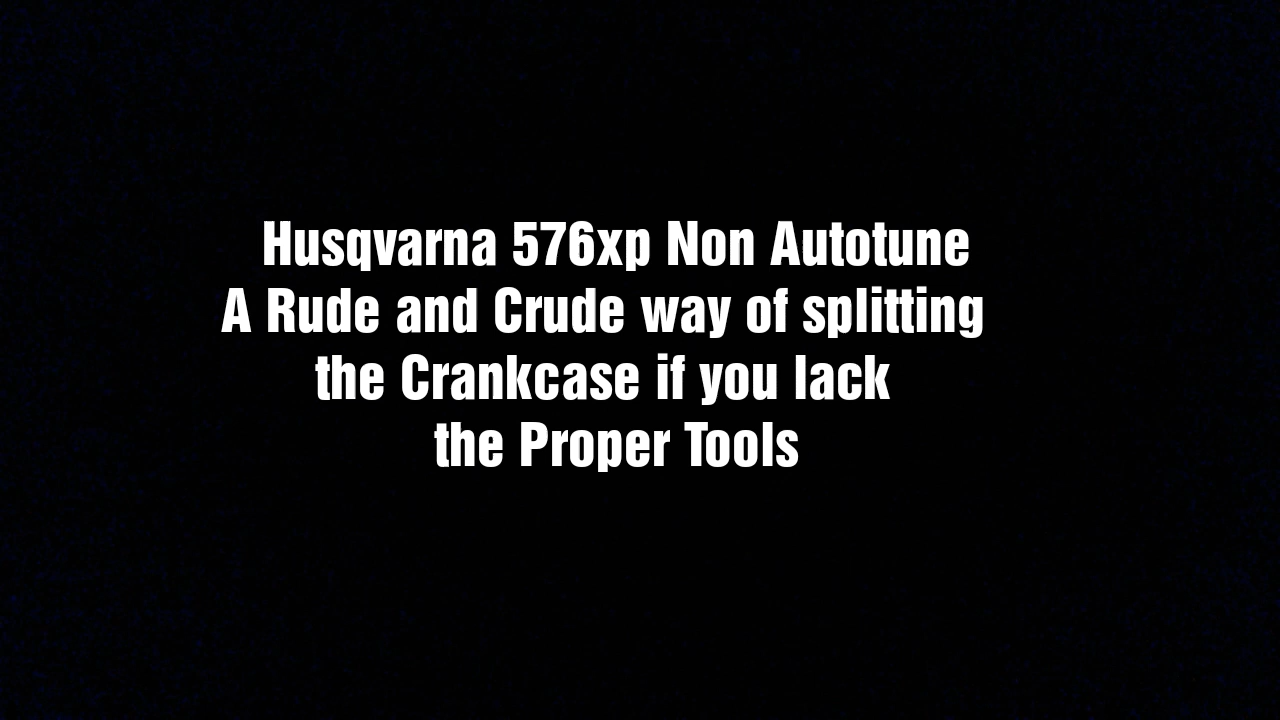 Husqvarna 576xp Non Autotune
A Rude and Crude way of splitting
the Crankcase if you lack
the Proper Tools